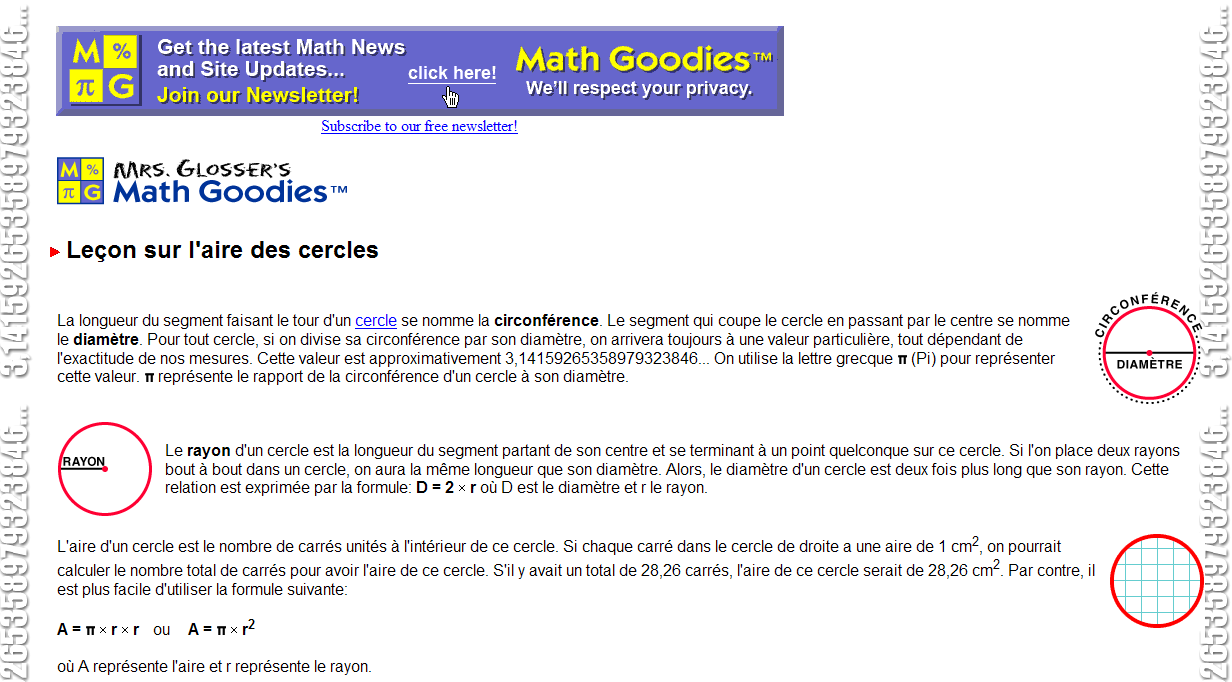 Get the latest Math News
and Site Updates...
Join our Newsletter!
click here!
Math Goodies™
We'll respect your privacy.
M % π G
Subscribe to our free newsletter!
M % π G
MRS. GLOSSER'S
Math Goodies™
Leçon sur l'aire des cercles
La longueur du segment faisant le tour d'un cercle se nomme la circonférence. Le segment qui coupe le cercle en passant par le centre se nomme
le diamètre. Pour tout cercle, si on divise sa circonférence par son diamètre, on arrivera toujours à une valeur particulière, tout dépendant de
l'exactitude de nos mesures. Cette valeur est approximativement 3,14159265358979323846... On utilise la lettre grecque π (Pi) pour représenter
cette valeur. π représente le rapport de la circonférence d'un cercle à son diamètre.
CIRCONFÉRENCE
DIAMÈTRE
RAYON
Le rayon d'un cercle est la longueur du segment partant de son centre et se terminant à un point quelconque sur ce cercle. Si l'on place deux rayons
bout à bout dans un cercle, on aura la même longueur que son diamètre. Alors, le diamètre d'un cercle est deux fois plus long que son rayon. Cette
relation est exprimée par la formule: D = 2 × r où D est le diamètre et r le rayon.
L'aire d'un cercle est le nombre de carrés unités à l'intérieur de ce cercle. Si chaque carré dans le cercle de droite a une aire de 1 cm², on pourrait
calculer le nombre total de carrés pour avoir l'aire de ce cercle. S'il y avait un total de 28,26 carrés, l'aire de ce cercle serait de 28,26 cm². Par contre, il
est plus facile d'utiliser la formule suivante:
A = π × r × r ou A = π × r²
où A représente l'aire et r représente le rayon.
3,14159265358979323846...
265358979323846...
3,14159265358979323846...
265358979323846...